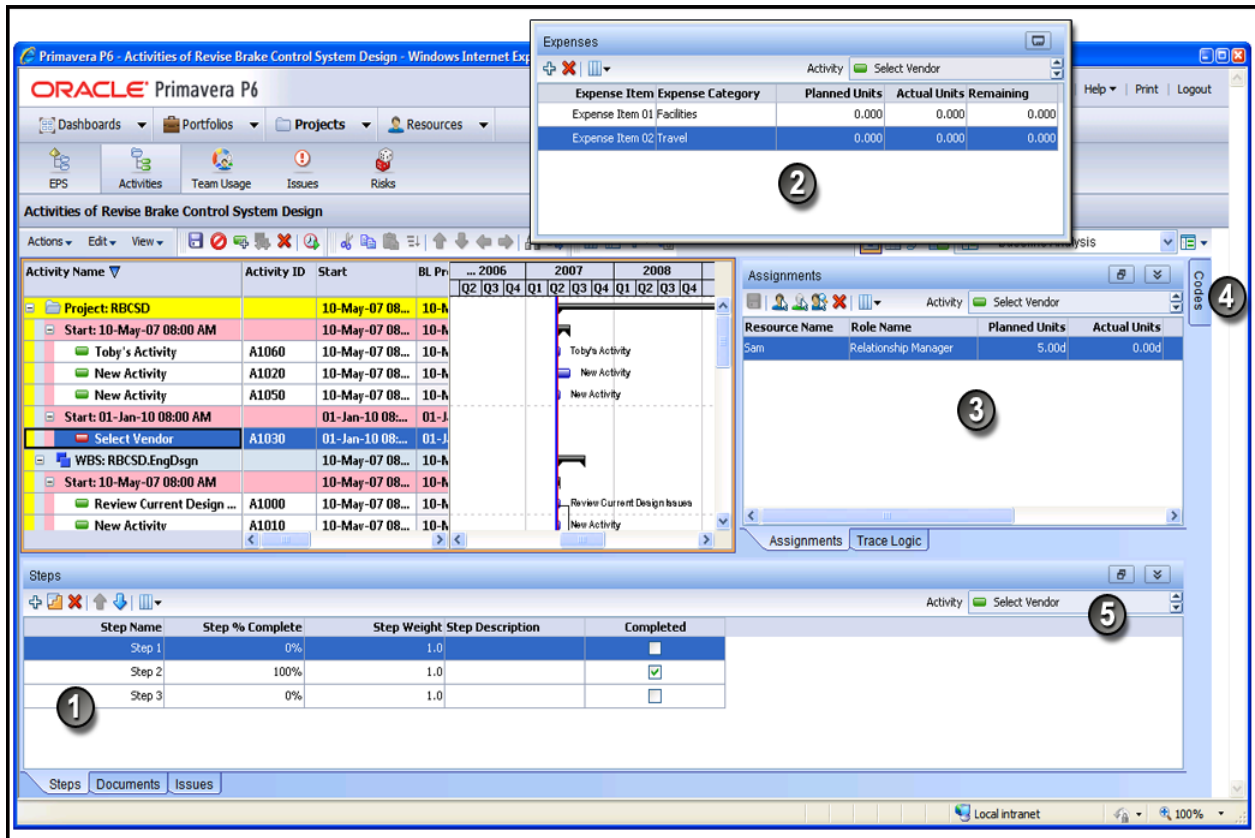 Expenses
Primavera P6 - Activities of Revise Brake Control System Design - Windows Internet Exp
Activity Select Vendor
ORACLE® Primavera P6
Help | Print | Logout
Expense Item Expense Category Planned Units Actual Units Remaining
Expense Item 01 Facilities 0.000 0.000 0.000
Dashboards Portfolios Projects Resources
Expense Item 02 Travel 0.000 0.000 0.000
EPS Activities Team Usage Issues Risks
2
Activities of Revise Brake Control System Design
Actions Edit View
Activity Name Activity ID Start BL Pr ... 2006 2007 2008
Q2 Q3 Q4 Q1 Q2 Q3 Q4 Q1 Q2 Q3 Q4
Project: RBCSD 10-May-07 08...
Start: 10-May-07 08:00 AM 10-May-07 08...
Toby's Activity A1060 10-May-07 08... Toby's Activity
New Activity A1020 10-May-07 08... New Activity
New Activity A1050 10-May-07 08... New Activity
Start: 01-Jan-10 08:00 AM 01-Jan-10 08:...
Select Vendor A1030 01-Jan-10 08:...
WBS: RBCSD.EngDsgn 10-May-07 08...
Start: 10-May-07 08:00 AM 10-May-07 08...
Review Current Design ... A1000 10-May-07 08... Review Current Design Issues
New Activity A1010 10-May-07 08... New Activity
Assignments
Codes
4
Activity Select Vendor
Resource Name Role Name Planned Units Actual Units
Sam Relationship Manager 5.00d 0.00d
3
Assignments Trace Logic
Steps
Activity Select Vendor
5
Step Name Step % Complete Step Weight Step Description Completed
Step 1 0% 1.0
Step 2 100% 1.0
Step 3 0% 1.0
1
Steps Documents Issues
Local intranet 100%